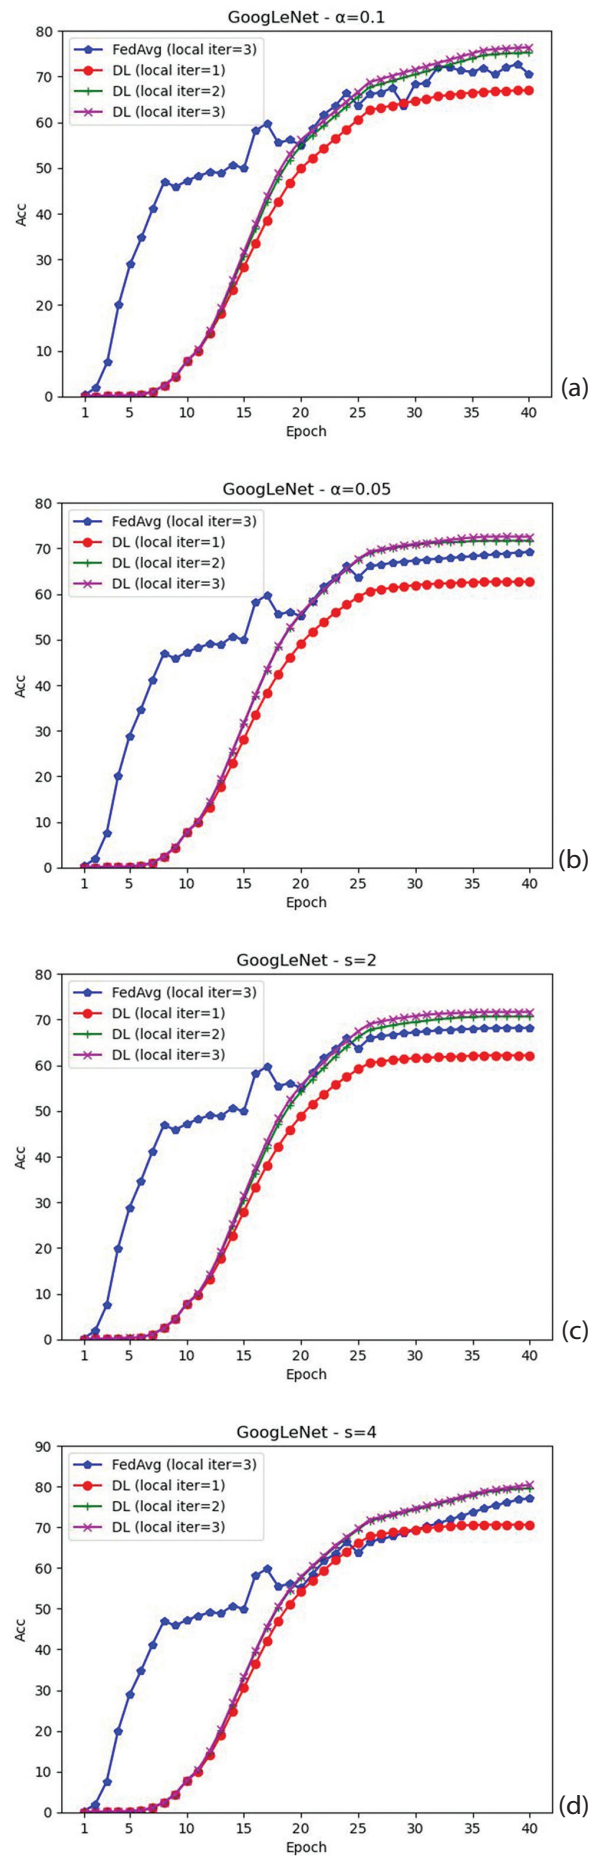 GoogLeNet - α=0.1
80
70
60
50
40
30
20
10
0
Acc
FedAvg (local iter=3)
DL (local iter=1)
DL (local iter=2)
DL (local iter=3)
1 5 10 15 20 25 30 35 40
Epoch
(a)
GoogLeNet - α=0.05
80
70
60
50
40
30
20
10
0
Acc
FedAvg (local iter=3)
DL (local iter=1)
DL (local iter=2)
DL (local iter=3)
1 5 10 15 20 25 30 35 40
Epoch
(b)
GoogLeNet - s=2
80
70
60
50
40
30
20
10
0
Acc
FedAvg (local iter=3)
DL (local iter=1)
DL (local iter=2)
DL (local iter=3)
1 5 10 15 20 25 30 35 40
Epoch
(c)
GoogLeNet - s=4
90
80
70
60
50
40
30
20
10
0
Acc
FedAvg (local iter=3)
DL (local iter=1)
DL (local iter=2)
DL (local iter=3)
1 5 10 15 20 25 30 35 40
Epoch
(d)